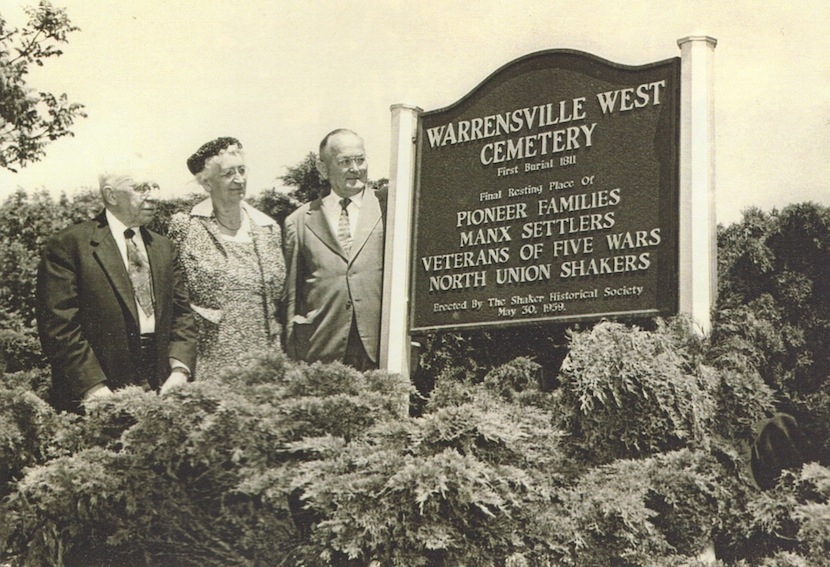 WARRENSVILLE WEST
CEMETERY
First Burial 1811
Final Resting Place of
PIONEER FAMILIES
MANX SETTLERS
VETERANS OF FIVE WARS
NORTH UNION SHAKERS
Erected By The Shaker Historical Society
May 30, 1959.